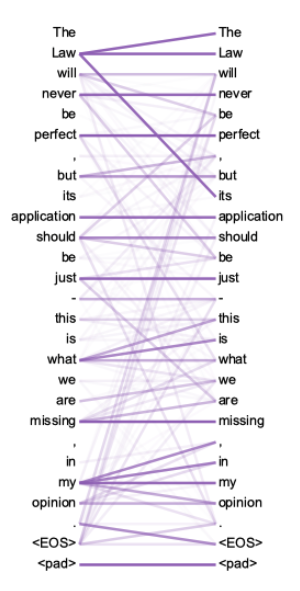 The The
Law Law
will will
never never
be be
perfect perfect
, ,
but but
its its
application application
should should
be be
just just
- -
this this
is is
what what
we we
are are
missing missing
, ,
in in
my my
opinion opinion
. .
<EOS> <EOS>
<pad> <pad>